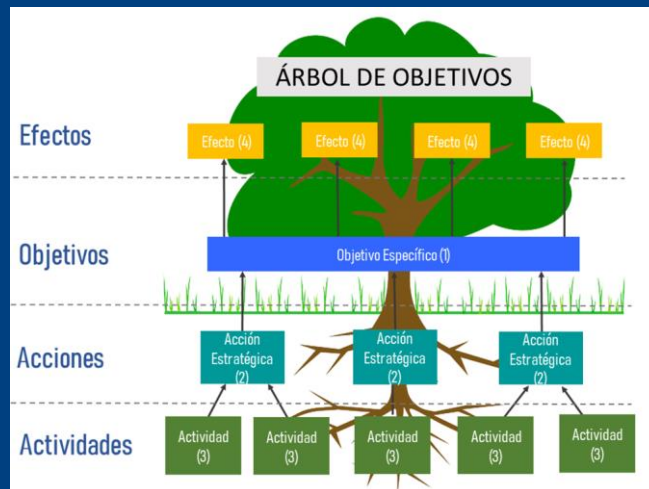 ÁRBOL DE OBJETIVOS
Efectos
Efecto (4)
Efecto (4)
Efecto (4)
Efecto (4)
Objetivos
Objetivo Específico (1)
Acciones
Acción
Estratégica
(2)
Acción
Estratégica
(2)
Acción
Estratégica
(2)
Actividades
Actividad
(3)
Actividad
(3)
Actividad
(3)
Actividad
(3)
Actividad
(3)